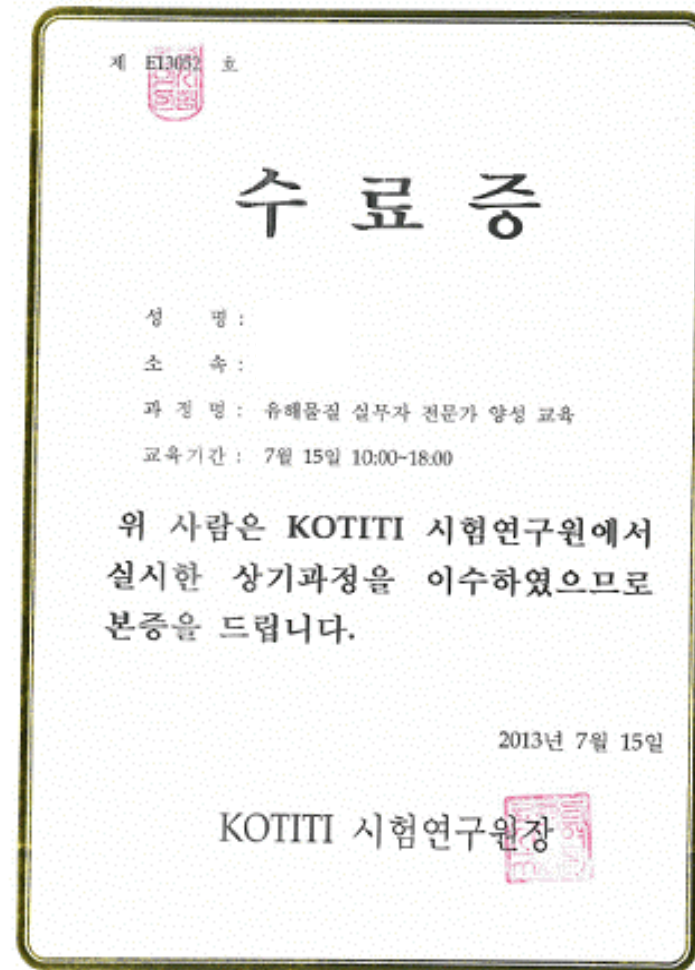 제 E13052 호
수 료 증
성 명 :
소 속 :
과 정 명 : 유해물질 실무자 전문가 양성 교육
교육기간 : 7월 15일 10:00~18:00
위 사람은 KOTITI 시험연구원에서
실시한 상기과정을 이수하였으므로
본증을 드립니다.
2013년 7월 15일
KOTITI 시험연구원장